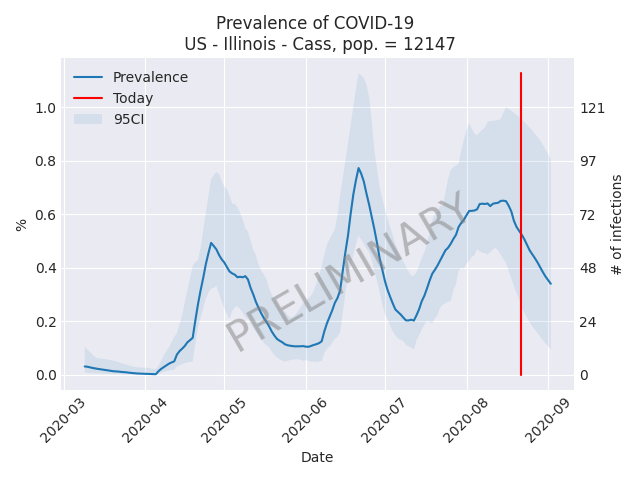 Prevalence of COVID-19
US - Illinois - Cass, pop. = 12147
Prevalence
Today
95CI
PRELIMINARY
%
1.0
0.8
0.6
0.4
0.2
0.0
121
97
72
48
24
0
# of infections
2020-03
2020-04
2020-05
2020-06
2020-07
2020-08
2020-09
Date